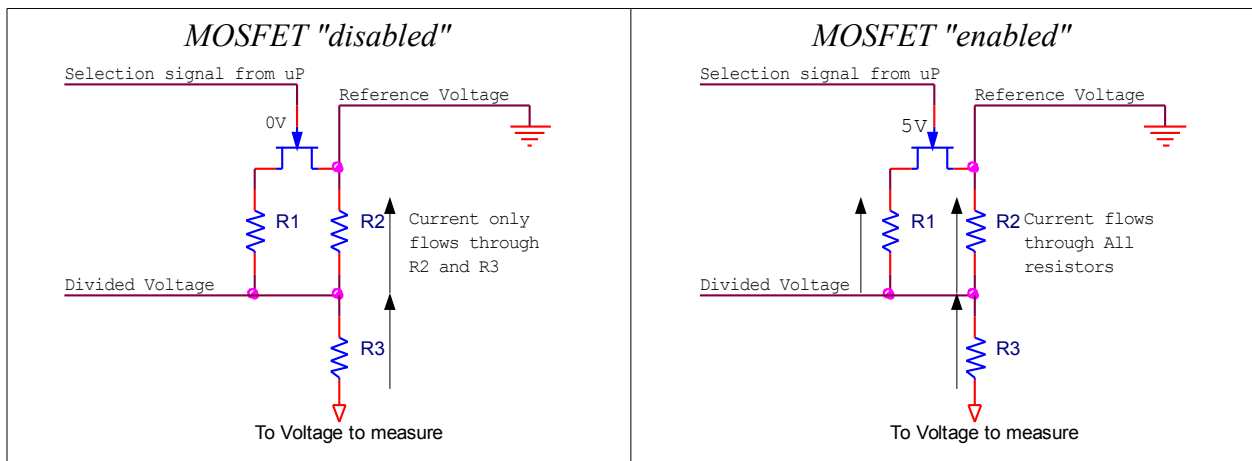 MOSFET "disabled"
Selection signal from uP
Reference Voltage
0V
R1
R2
Current only
flows through
R2 and R3
Divided Voltage
R3
To Voltage to measure
MOSFET "enabled"
Selection signal from uP
Reference Voltage
5V
R1
R2
Current flows
through All
resistors
Divided Voltage
R3
To Voltage to measure